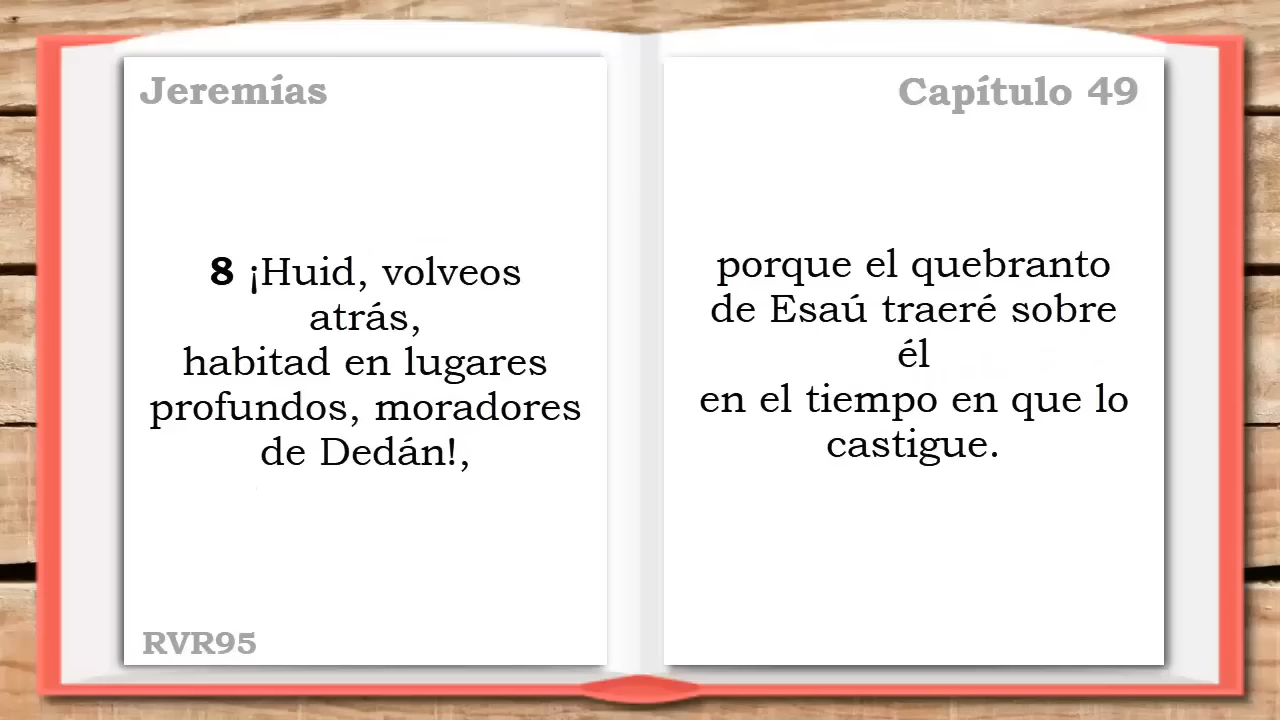 Jeremías
8 ¡Huid, volveos
atrás,
habitad en lugares
profundos, moradores
de Dedán!,
RVR95
Capítulo 49
porque el quebranto
de Esaú traeré sobre
él
en el tiempo en que lo
castigue.